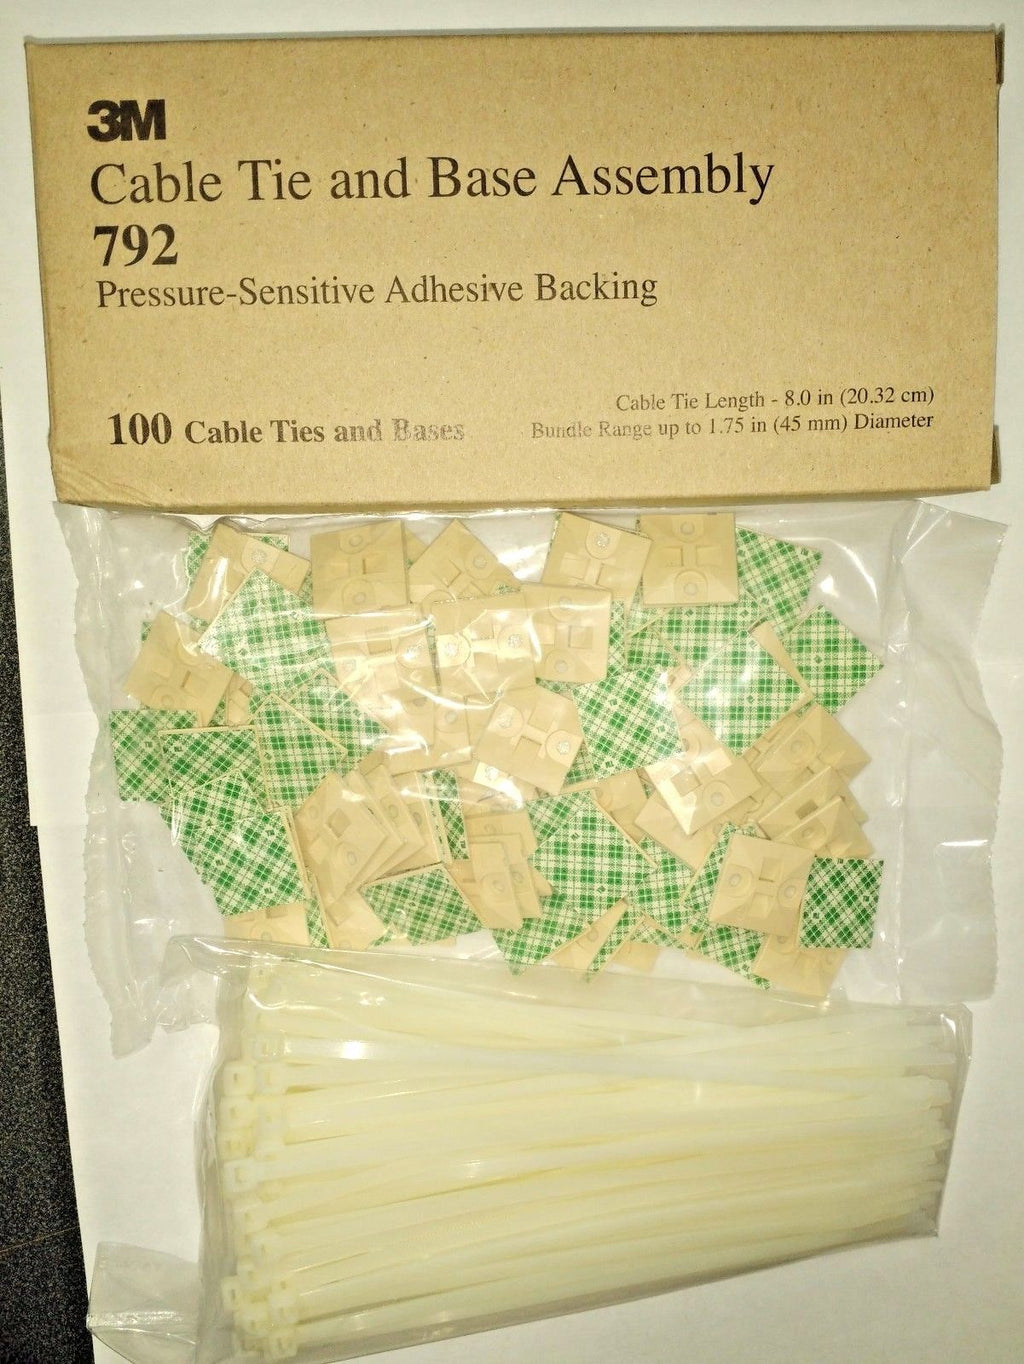 3M
Cable Tie and Base Assembly
792
Pressure-Sensitive Adhesive Backing
Cable Tie Length - 8.0 in (20.32 cm)
100 Cable Ties and Bases
Bundle Range up to 1.75 in (45 mm) Diameter